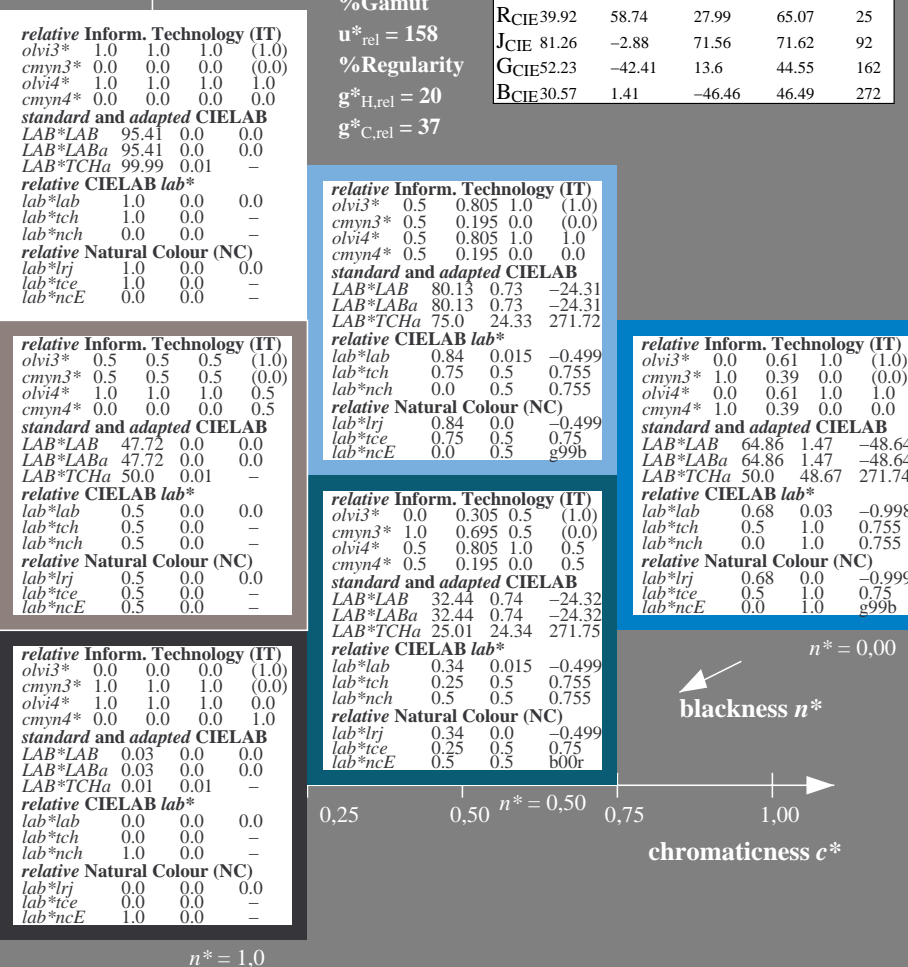 %Gamut
u*rel = 158
%Regularity
g*H,rel = 20
g*C,rel = 37
RCIE 39.92 58.74 27.99 65.07 25
JCIE 81.26 −2.88 71.56 71.62 92
GCIE 52.23 −42.41 13.6 44.55 162
BCIE 30.57 1.41 −46.46 46.49 272
relative Inform. Technology (IT)
olvi3* 1.0 1.0 1.0 (1.0)
cmyn3* 0.0 0.0 0.0 (0.0)
olvi4* 1.0 1.0 1.0 1.0
cmyn4* 0.0 0.0 0.0 0.0
standard and adapted CIELAB
LAB*LAB 95.41 0.0 0.0
LAB*LABa 95.41 0.0 0.0
LAB*TCHa 99.99 0.01 –
relative CIELAB lab*
lab*lab 1.0 0.0 0.0
lab*tch 1.0 0.0 –
lab*nch 0.0 0.0 –
relative Natural Colour (NC)
lab*lrj 1.0 0.0 0.0
lab*tce 1.0 0.0 –
lab*ncE 0.0 0.0 –
relative Inform. Technology (IT)
olvi3* 0.5 0.805 1.0 (1.0)
cmyn3* 0.5 0.195 0.0 (0.0)
olvi4* 0.5 0.805 1.0 1.0
cmyn4* 0.5 0.195 0.0 0.0
standard and adapted CIELAB
LAB*LAB 80.13 0.73 −24.31
LAB*LABa 80.13 0.73 −24.31
LAB*TCHa 75.0 24.33 271.72
relative CIELAB lab*
lab*lab 0.84 0.015 −0.499
lab*tch 0.75 0.5 0.755
lab*nch 0.0 0.5 0.755
relative Natural Colour (NC)
lab*lrj 0.84 0.0 −0.499
lab*tce 0.75 0.5 0.75
lab*ncE 0.0 0.5 g99b
relative Inform. Technology (IT)
olvi3* 0.5 0.5 0.5 (1.0)
cmyn3* 0.5 0.5 0.5 (0.0)
olvi4* 1.0 1.0 1.0 0.5
cmyn4* 0.0 0.0 0.0 0.5
standard and adapted CIELAB
LAB*LAB 47.72 0.0 0.0
LAB*LABa 47.72 0.0 0.0
LAB*TCHa 50.0 0.01 –
relative CIELAB lab*
lab*lab 0.5 0.0 0.0
lab*tch 0.5 0.0 –
lab*nch 0.5 0.0 –
relative Natural Colour (NC)
lab*lrj 0.5 0.0 0.0
lab*tce 0.5 0.0 –
lab*ncE 0.5 0.0 –
relative Inform. Technology (IT)
olvi3* 0.0 0.61 1.0 (1.0)
cmyn3* 1.0 0.39 0.0 (0.0)
olvi4* 0.0 0.61 1.0 1.0
cmyn4* 1.0 0.39 0.0 0.0
standard and adapted CIELAB
LAB*LAB 64.86 1.47 −48.64
LAB*LABa 64.86 1.47 −48.64
LAB*TCHa 50.0 48.67 271.74
relative CIELAB lab*
lab*lab 0.68 0.03 −0.998
lab*tch 0.5 1.0 0.755
lab*nch 0.0 1.0 0.755
relative Natural Colour (NC)
lab*lrj 0.68 0.0 −0.999
lab*tce 0.5 1.0 0.75
lab*ncE 0.0 1.0 g99b
relative Inform. Technology (IT)
olvi3* 0.0 0.305 0.5 (1.0)
cmyn3* 1.0 0.695 0.5 (0.0)
olvi4* 0.5 0.805 1.0 0.5
cmyn4* 0.5 0.195 0.0 0.5
standard and adapted CIELAB
LAB*LAB 32.44 0.74 −24.32
LAB*LABa 32.44 0.74 −24.32
LAB*TCHa 25.01 24.34 271.75
relative CIELAB lab*
lab*lab 0.34 0.015 −0.499
lab*tch 0.25 0.5 0.755
lab*nch 0.5 0.5 0.755
relative Natural Colour (NC)
lab*lrj 0.34 0.0 −0.499
lab*tce 0.25 0.5 0.75
lab*ncE 0.5 0.5 b00r
relative Inform. Technology (IT)
olvi3* 0.0 0.0 0.0 (1.0)
cmyn3* 1.0 1.0 1.0 (0.0)
olvi4* 1.0 1.0 1.0 0.0
cmyn4* 0.0 0.0 0.0 1.0
standard and adapted CIELAB
LAB*LAB 0.03 0.0 0.0
LAB*LABa 0.03 0.0 0.0
LAB*TCHa 0.01 0.01 –
relative CIELAB lab*
lab*lab 0.0 0.0 0.0
lab*tch 0.0 0.0 –
lab*nch 1.0 0.0 –
relative Natural Colour (NC)
lab*lrj 0.0 0.0 0.0
lab*tce 0.0 0.0 –
lab*ncE 1.0 0.0 –
n* = 0,00
blackness n*
0,25 0,50 n* = 0,50 0,75 1,00
chromaticness c*
n* = 1,0